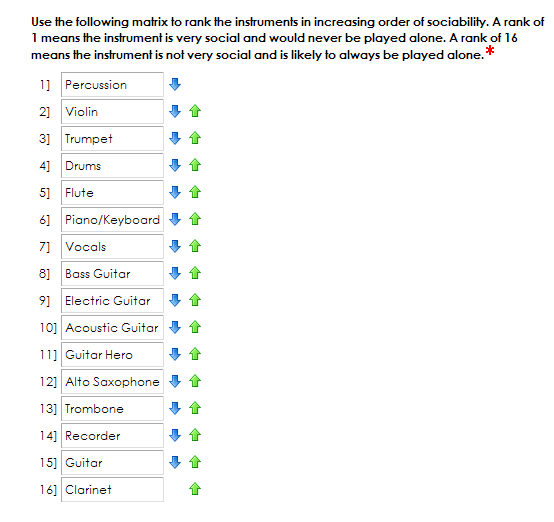 Use the following matrix to rank the instruments in increasing order of sociability. A rank of
1 means the instrument is very social and would never be played alone. A rank of 16
means the instrument is not very social and is likely to always be played alone.*
1] Percussion
2] Violin
3] Trumpet
4] Drums
5] Flute
6] Piano/Keyboard
7] Vocals
8] Bass Guitar
9] Electric Guitar
10] Acoustic Guitar
11] Guitar Hero
12] Alto Saxophone
13] Trombone
14] Recorder
15] Guitar
16] Clarinet